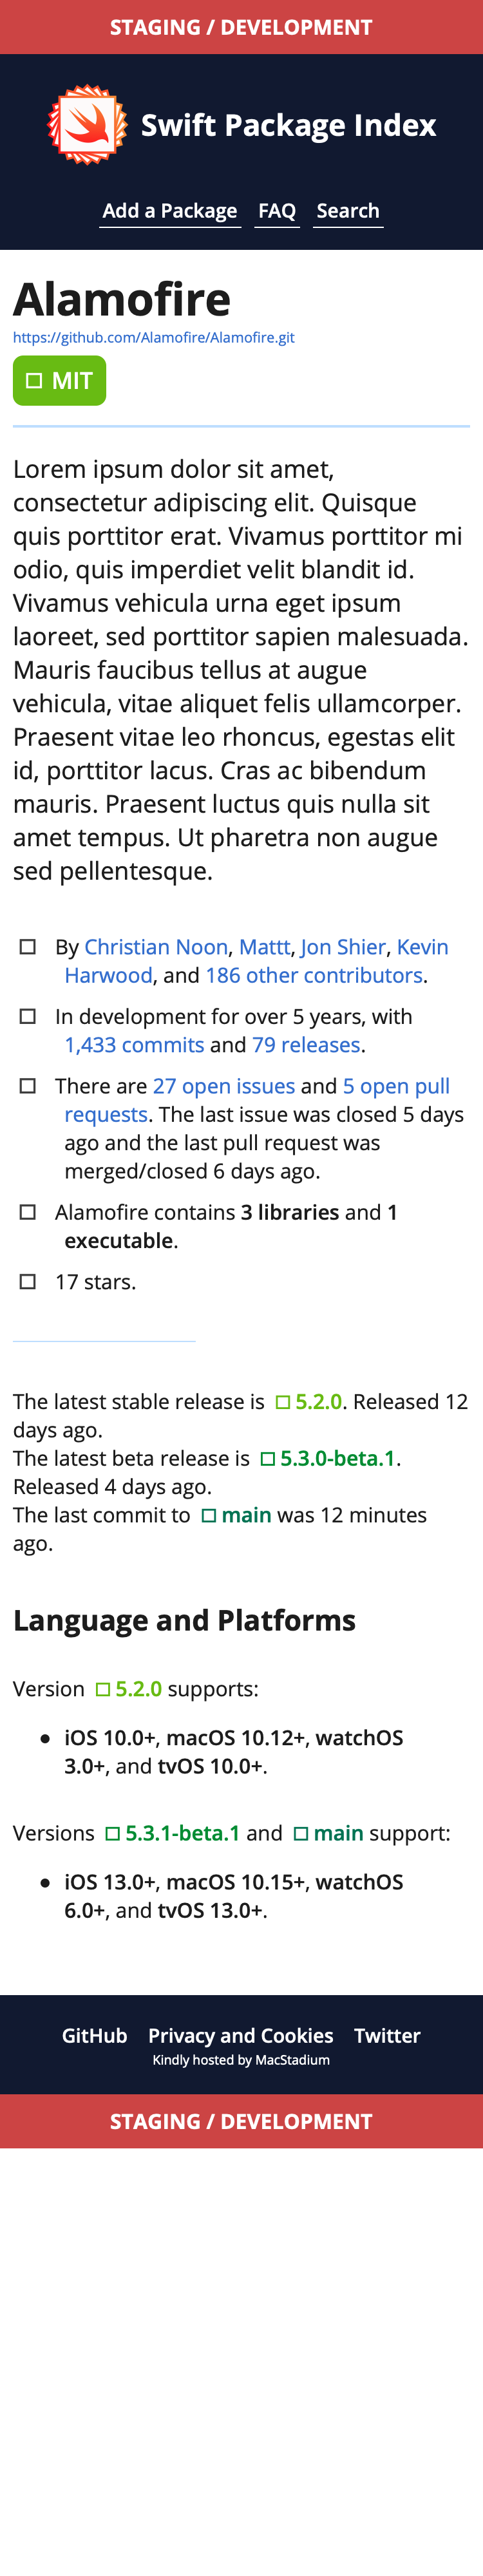 STAGING / DEVELOPMENT
Swift Package Index
Add a Package FAQ Search
Alamofire
https://github.com/Alamofire/Alamofire.git
MIT
Lorem ipsum dolor sit amet,
consectetur adipiscing elit. Quisque
quis porttitor erat. Vivamus porttitor mi
odio, quis imperdiet velit blandit id.
Vivamus vehicula urna eget ipsum
laoreet, sed porttitor sapien malesuada.
Mauris faucibus tellus at augue
vehicula, vitae aliquet felis ullamcorper.
Praesent vitae leo rhoncus, egestas elit
id, porttitor lacus. Cras ac bibendum
mauris. Praesent luctus quis nulla sit
amet tempus. Ut pharetra non augue
sed pellentesque.
By Christian Noon, Mattt, Jon Shier, Kevin
Harwood, and 186 other contributors.
In development for over 5 years, with
1,433 commits and 79 releases.
There are 27 open issues and 5 open pull
requests. The last issue was closed 5 days
ago and the last pull request was
merged/closed 6 days ago.
Alamofire contains 3 libraries and 1
executable.
17 stars.
The latest stable release is 5.2.0. Released 12
days ago.
The latest beta release is 5.3.0-beta.1.
Released 4 days ago.
The last commit to main was 12 minutes
ago.
Language and Platforms
Version 5.2.0 supports:
• iOS 10.0+, macOS 10.12+, watchOS
3.0+, and tvOS 10.0+.
Versions 5.3.1-beta.1 and main support:
• iOS 13.0+, macOS 10.15+, watchOS
6.0+, and tvOS 13.0+.
GitHub Privacy and Cookies Twitter
Kindly hosted by MacStadium
STAGING / DEVELOPMENT